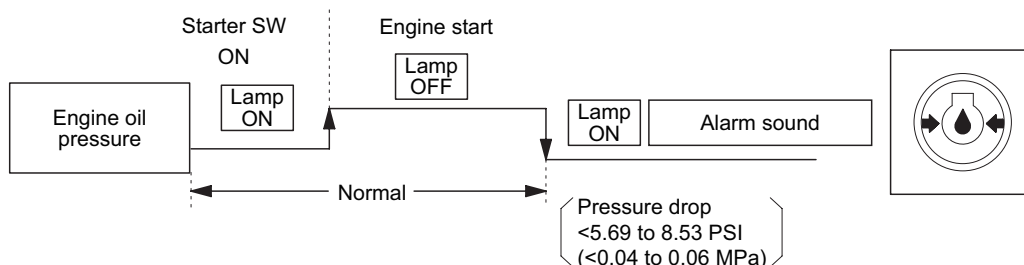 Starter SW
ON
Engine start
Engine oil
pressure
Lamp
ON
Lamp
OFF
Lamp
ON
Alarm sound
Normal
Pressure drop
<5.69 to 8.53 PSI
(<0.04 to 0.06 MPa)